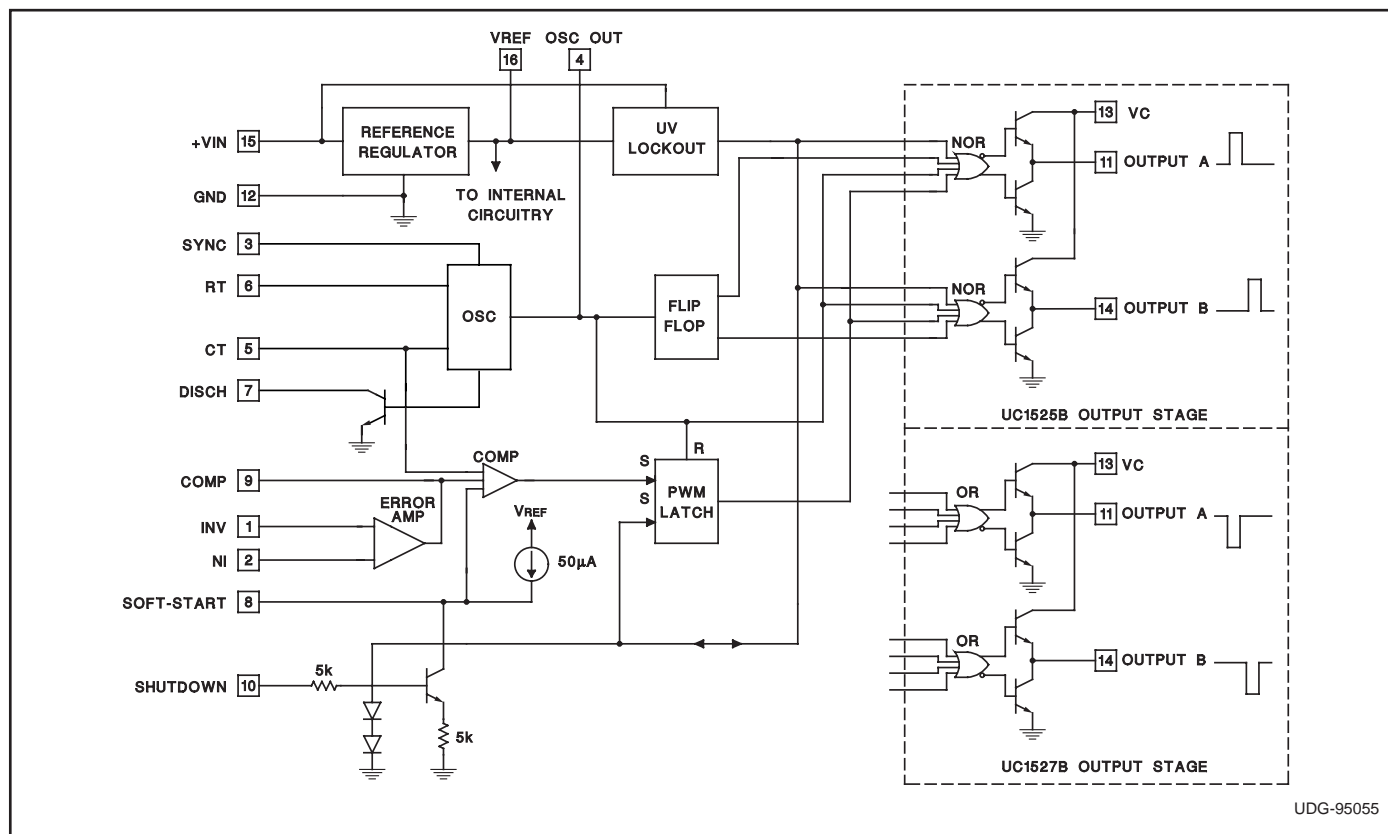 VREF OSC OUT
16 4
+VIN 15
REFERENCE
REGULATOR
UV
LOCKOUT
TO INTERNAL
CIRCUITRY
GND 12
SYNC 3
RT 6
OSC
CT 5
DISCH 7
FLIP
FLOP
COMP
COMP 9
S
R
S
PWM
LATCH
ERROR
AMP
INV 1
NI 2
VREF
50µA
SOFT-START 8
5k
SHUTDOWN 10
5k
NOR
13 VC
11 OUTPUT A
NOR
14 OUTPUT B
UC1525B OUTPUT STAGE
13 VC
OR
11 OUTPUT A
OR
14 OUTPUT B
UC1527B OUTPUT STAGE
UDG-95055